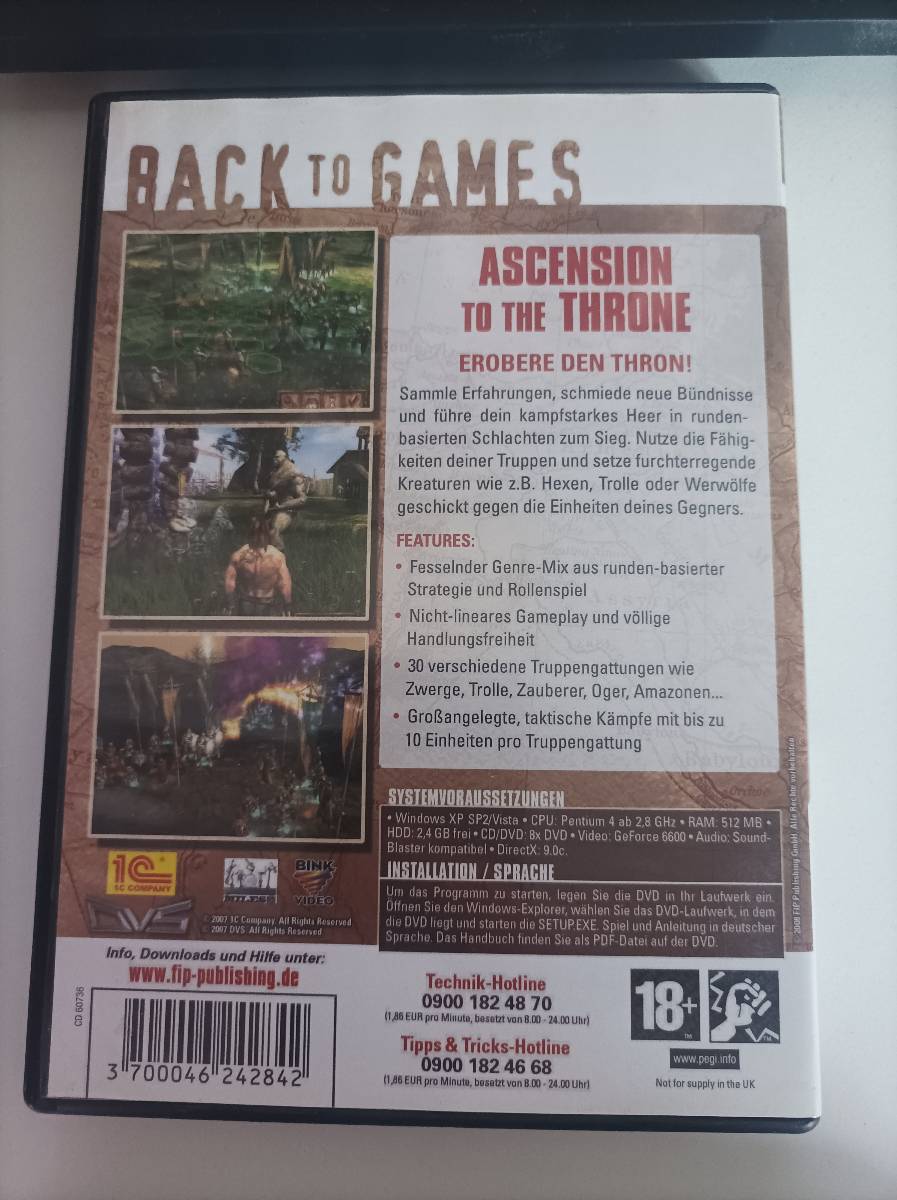 BACK TO GAMES
ASCENSION
TO THE THRONE
EROBERE DEN THRON!
Sammle Erfahrungen, schmiede neue Bündnisse
und führe dein kampfstarkes Heer in runden-
basierten Schlachten zum Sieg. Nutze die Fähig-
keiten deiner Truppen und setze furchterregende
Kreaturen wie z.B. Hexen, Trolle oder Werwölfe
geschickt gegen die Einheiten deines Gegners.
FEATURES:
• Fesselnder Genre-Mix aus runden-basierter
Strategie und Rollenspiel
• Nicht-lineares Gameplay und völlige
Handlungsfreiheit
• 30 verschiedene Truppengattungen wie
Zwerge, Trolle, Zauberer, Oger, Amazonen...
• Großangelegte, taktische Kämpfe mit bis zu
10 Einheiten pro Truppengattung
SYSTEMVORAUSSETZUNGEN
• Windows XP SP2/Vista • CPU: Pentium 4 ab 2,8 GHz • RAM: 512 MB •
HDD: 2,4 GB frei • CD/DVD: 8x DVD • Video: GeForce 6600 • Audio: Sound-
Blaster kompatibel • DirectX: 9.0c.
INSTALLATION / SPRACHE
Um das Programm zu starten, legen Sie die DVD in Ihr Laufwerk ein.
Öffnen Sie den Windows-Explorer, wählen Sie das DVD-Laufwerk, in dem
die DVD liegt und starten die SETUP.EXE. Spiel und Anleitung in deutscher
Sprache. Das Handbuch finden Sie als PDF-Datei auf der DVD.
1C
1C COMPANY
MILES
BINK
VIDEO
DVS
© 2007 1C Company. All Rights Reserved
© 2007 DVS. All Rights Reserved
© 2008 FIP Publishing GmbH. Alle Rechte vorbehalten
Babylon
Info, Downloads und Hilfe unter:
www.fip-publishing.de
CD 60736
3 700046 242842
Technik-Hotline
0900 182 48 70
(1,86 EUR pro Minute, besetzt von 8.00 - 24.00 Uhr)
Tipps & Tricks-Hotline
0900 182 46 68
(1,86 EUR pro Minute, besetzt von 8.00 - 24.00 Uhr)
18+
www.pegi.info
Not for supply in the UK